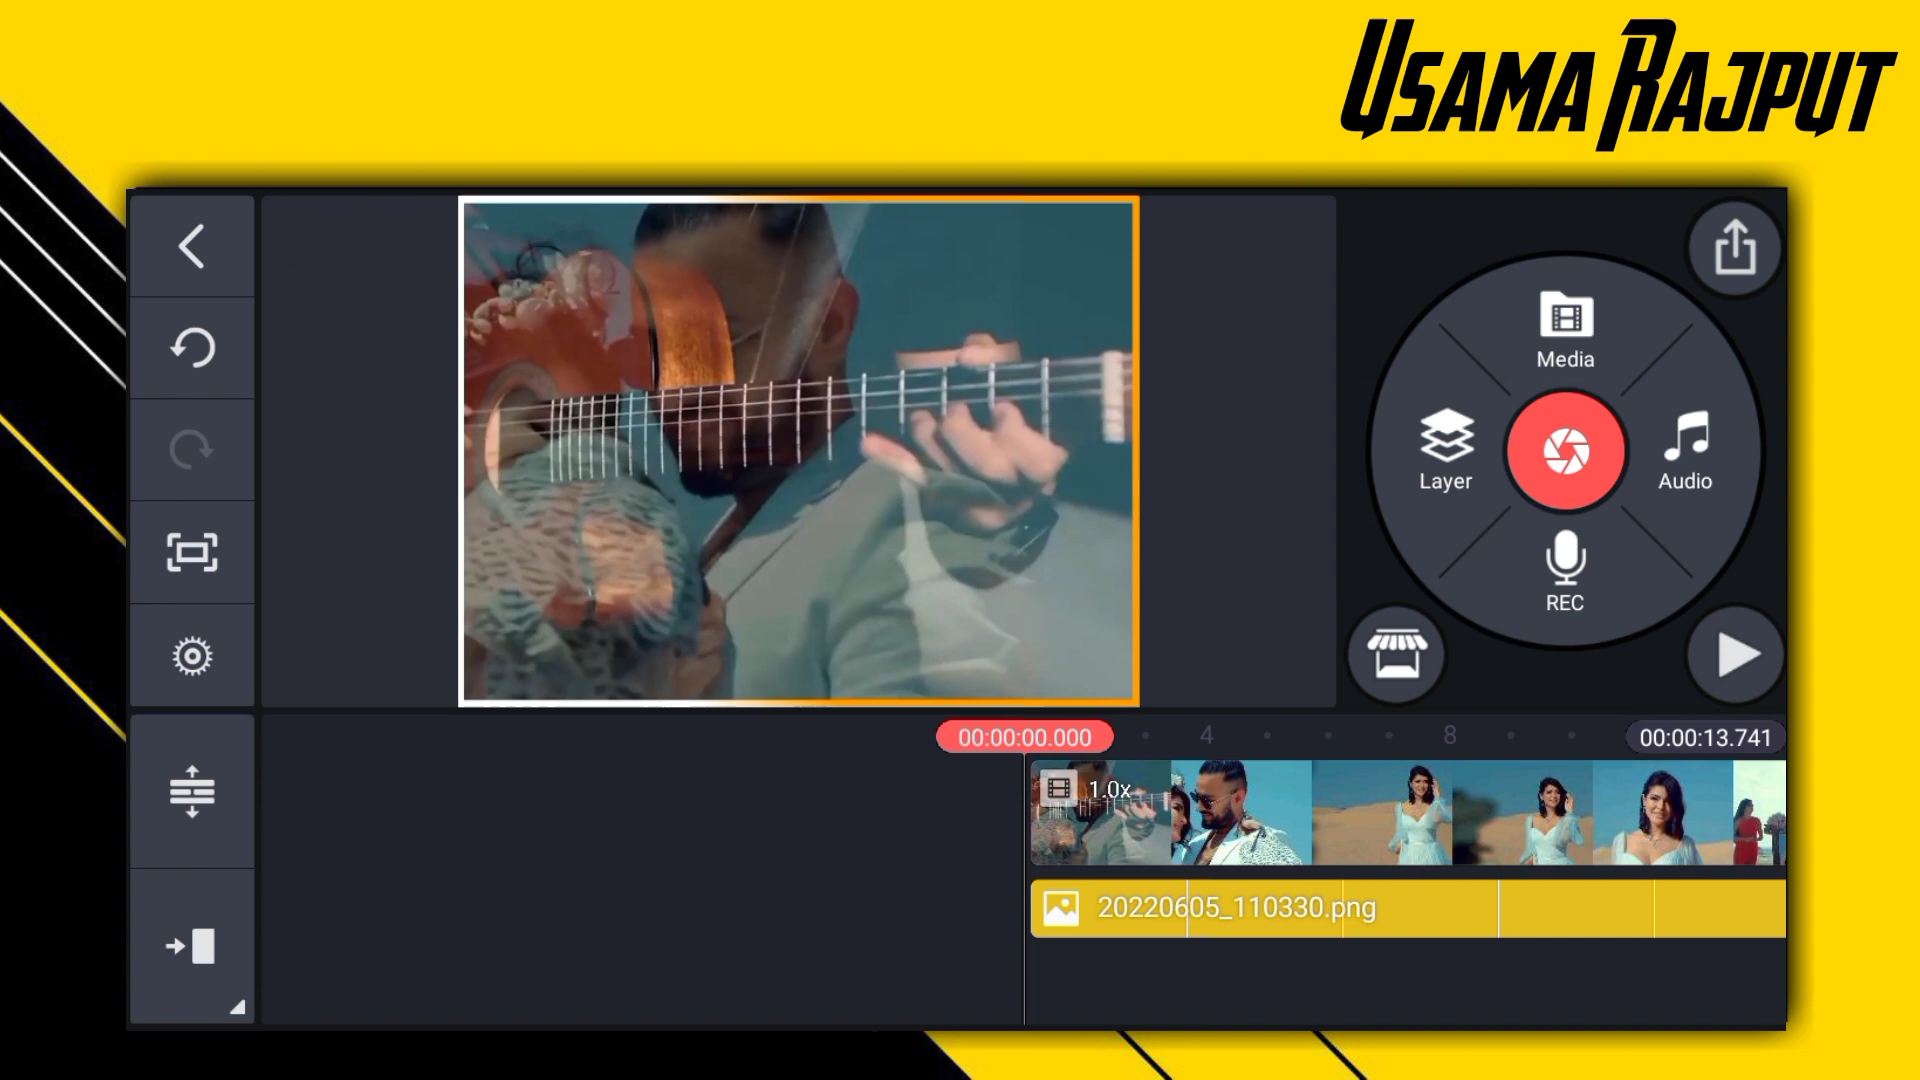 USAMA RAJPUT
Media
Layer
Audio
REC
00:00:00.000
4
8
00:00:13.741
1.0x
20220605_110330.png